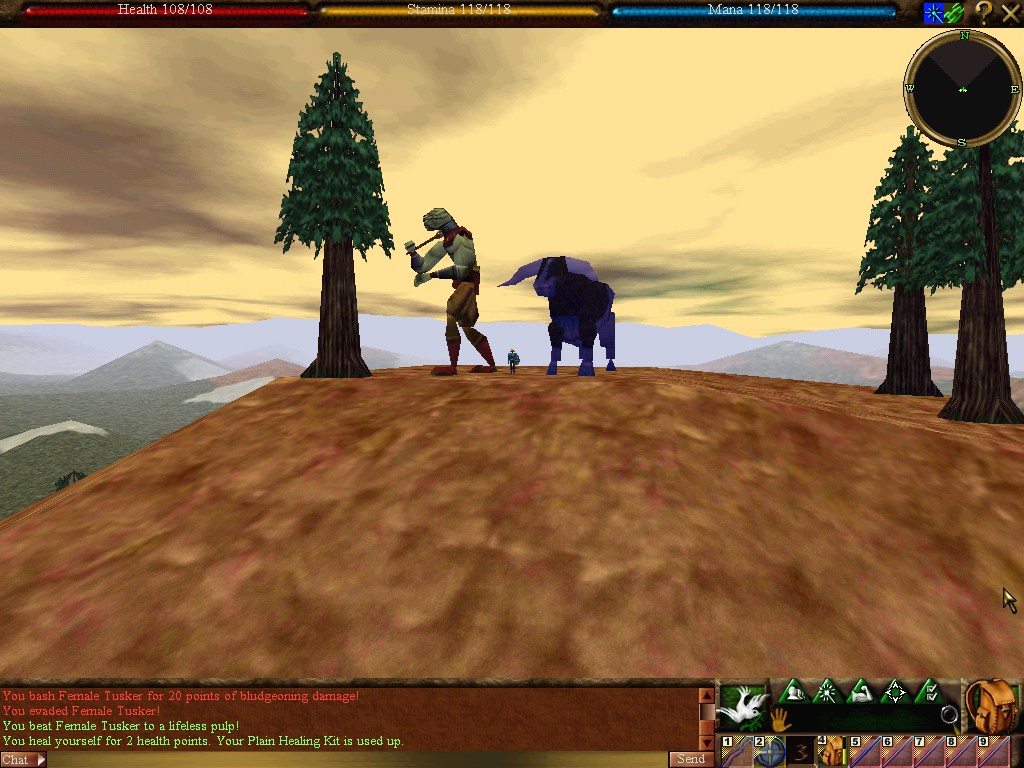 Health 108/108
Stamina 118/118
Mana 118/118
?
N
W
E
S
You bash Female Tusker for 20 points of bludgeoning damage!
You evaded Female Tusker!
You beat Female Tusker to a lifeless pulp!
You heal yourself for 2 health points. Your Plain Healing Kit is used up.
Chat
Send
1 2 3 4 5 6 7 8 9